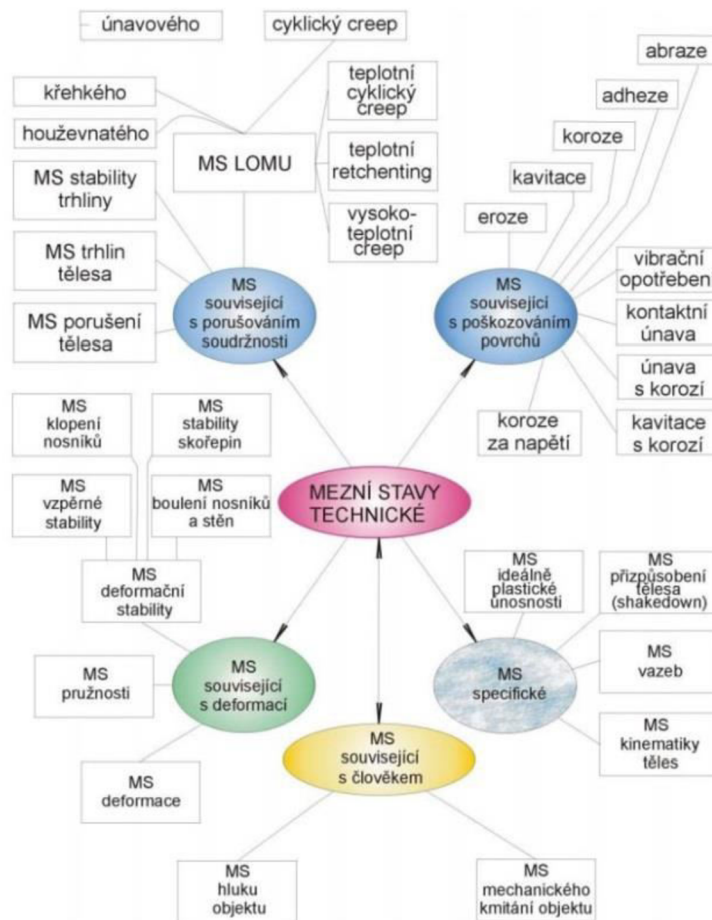 únavového
cyklický creep
abraze
křehkého
teplotní
cyklický
creep
adheze
houževnatého
koroze
MS LOMU
teplotní
retchenting
kavitace
MS stability
trhliny
vysoko-
teplotní
creep
eroze
MS trhlin
tělesa
MS
související
s porušováním
soudržnosti
MS
související
s poškozováním
povrchů
vibrační
opotřebení
MS porušení
tělesa
kontaktní
únava
únava
s korozí
koroze
za napětí
kavitace
s korozí
MS
klopení
nosníků
MS
stability
skořepin
MEZNÍ STAVY
TECHNICKÉ
MS
vzpěrné
stability
MS
boulení nosníků
a stěn
MS
deformační
stability
MS
ideálně
plastické
únosnosti
MS
přizpůsobení
tělesa
(shakedown)
MS
související
s deformací
MS
specifické
MS
vazeb
MS
pružnosti
MS
kinematiky
těles
MS
související
s člověkem
MS
deformace
MS
hluku
objektu
MS
mechanického
kmitání objektu